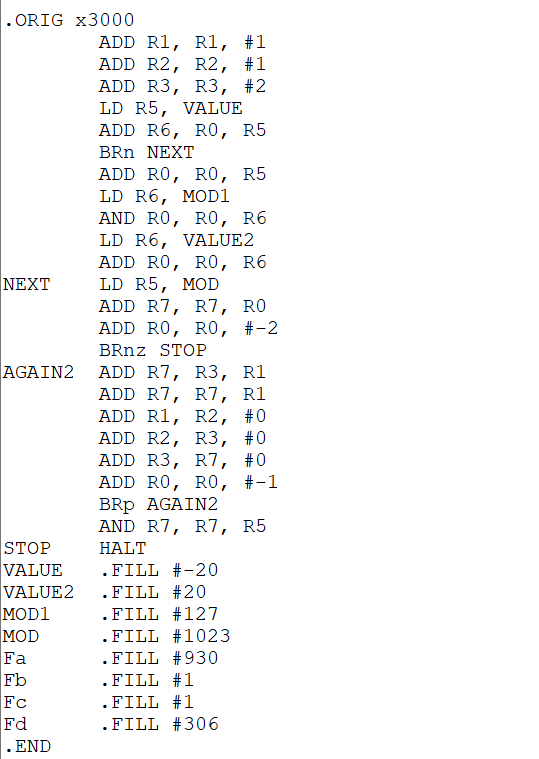 .ORIG x3000
ADD R1, R1, #1
ADD R2, R2, #1
ADD R3, R3, #2
LD R5, VALUE
ADD R6, R0, R5
BRn NEXT
ADD R0, R0, R5
LD R6, MOD1
AND R0, R0, R6
LD R6, VALUE2
ADD R0, R0, R6
NEXT LD R5, MOD
ADD R7, R7, R0
ADD R0, R0, #-2
BRnz STOP
AGAIN2 ADD R7, R3, R1
ADD R7, R7, R1
ADD R1, R2, #0
ADD R2, R3, #0
ADD R3, R7, #0
ADD R0, R0, #-1
BRp AGAIN2
AND R7, R7, R5
STOP HALT
VALUE .FILL #-20
VALUE2 .FILL #20
MOD1 .FILL #127
MOD .FILL #1023
Fa .FILL #930
Fb .FILL #1
Fc .FILL #1
Fd .FILL #306
.END